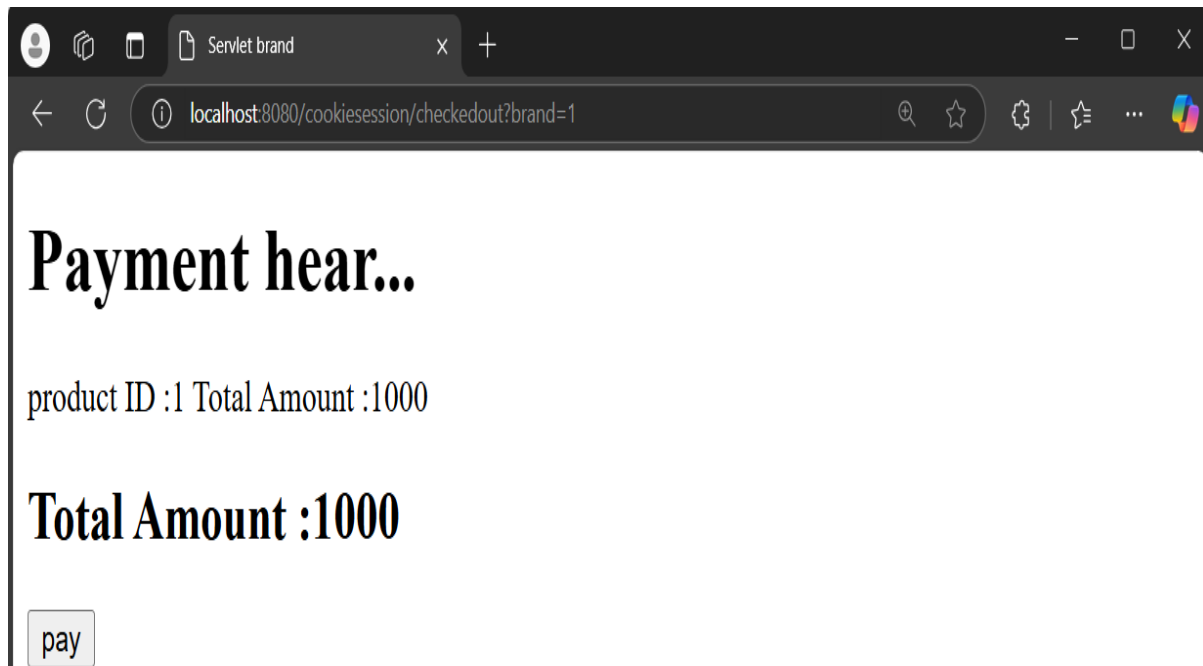 Servlet brand
localhost:8080/cookiesession/checkedout?brand=1
Payment hear...
product ID :1 Total Amount :1000
Total Amount :1000
pay